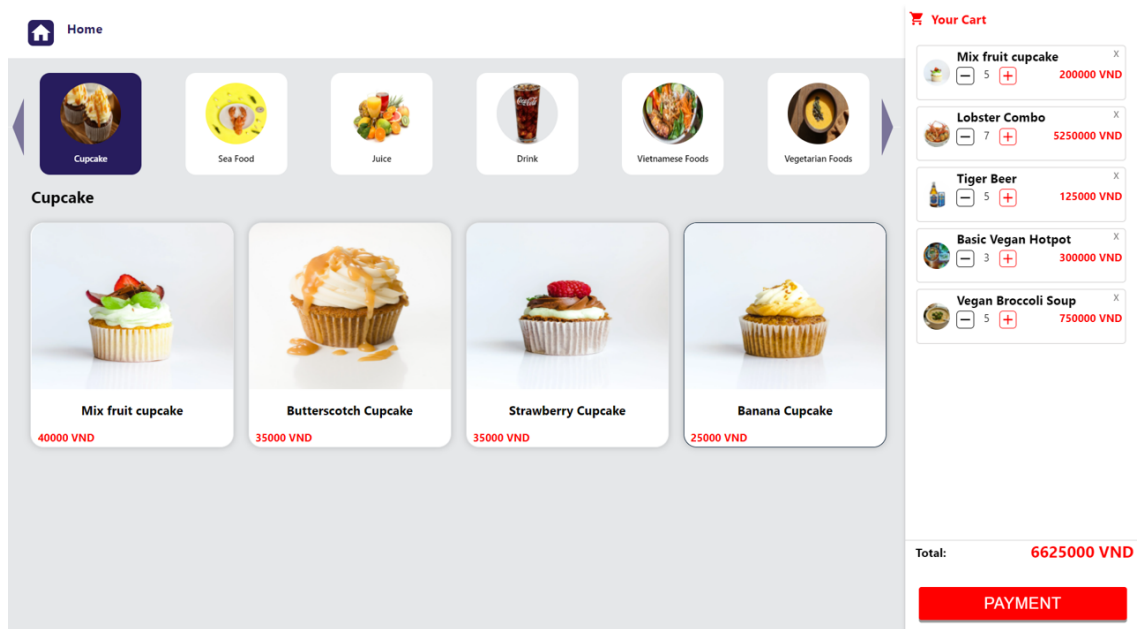 Home
Cupcake
Sea Food
Juice
Coca-Cola
Drink
Vietnamese Foods
Vegetarian Foods
Cupcake
Mix fruit cupcake
40000 VND
Butterscotch Cupcake
35000 VND
Strawberry Cupcake
35000 VND
Banana Cupcake
25000 VND
Your Cart
Mix fruit cupcake X
5 200000 VND
Lobster Combo X
7 5250000 VND
Tiger Beer X
5 125000 VND
Basic Vegan Hotpot X
3 300000 VND
Vegan Broccoli Soup X
5 750000 VND
Total: 6625000 VND
PAYMENT